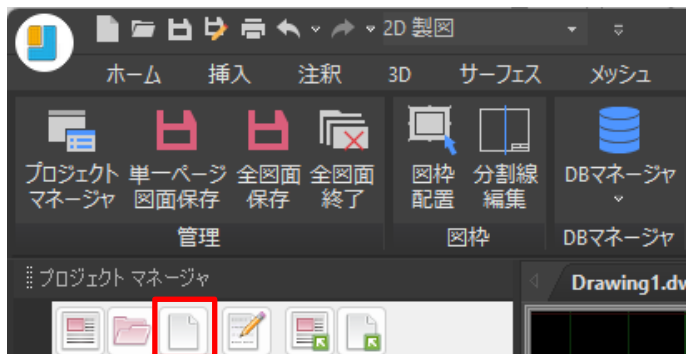 2D 製図
ホーム 挿入 注釈 3D サーフェス メッシュ
プロジェクト
マネージャ
単一ページ
図面保存
全図面
保存
全図面
終了
図枠
配置
分割線
編集
DBマネージャ
管理 図枠 DBマネージャ
プロジェクト マネージャ
Drawing1.dw